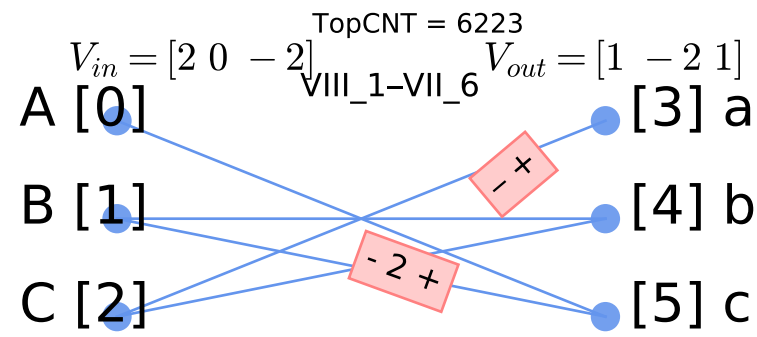 TopCNT = 6223
V_in = [2 0 − 2]
V_out = [1 − 2 1]
VIII_1–VII_6
A [0]
[3] a
- +
B [1]
[4] b
- 2 +
C [2]
[5] c